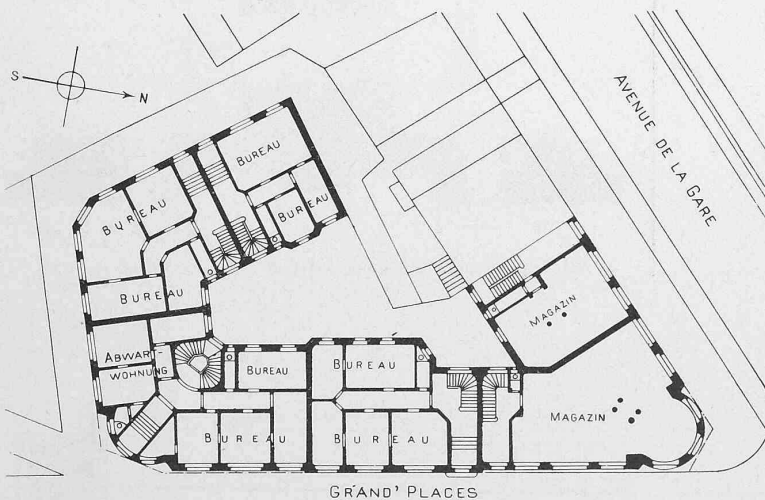 S
N
AVENUE DE LA GARE
BUREAU
BUREAU
BUREAU
BUREAU
MAGAZIN
ABWART-
WOHNUNG
BUREAU
BUREAU
BUREAU
BUREAU
MAGAZIN
GRAND' PLACES